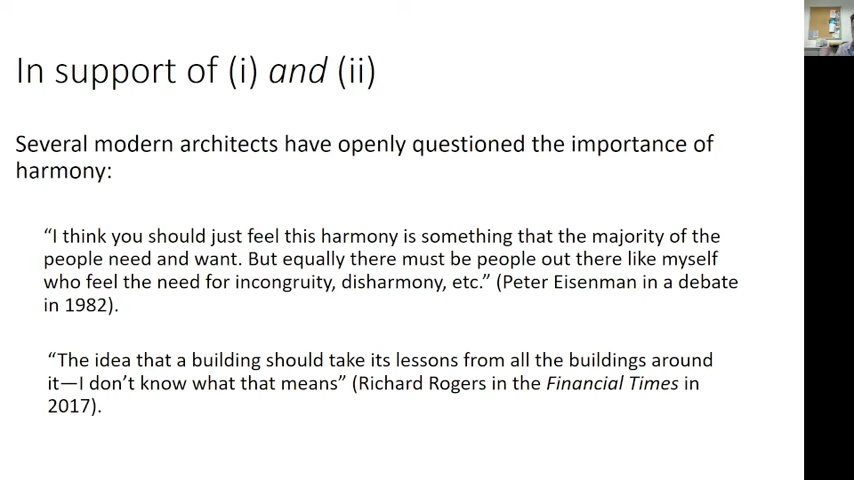 In support of (i) and (ii)
Several modern architects have openly questioned the importance of
harmony:
“I think you should just feel this harmony is something that the majority of the
people need and want. But equally there must be people out there like myself
who feel the need for incongruity, disharmony, etc.” (Peter Eisenman in a debate
in 1982).
“The idea that a building should take its lessons from all the buildings around
it—I don’t know what that means” (Richard Rogers in the Financial Times in
2017).